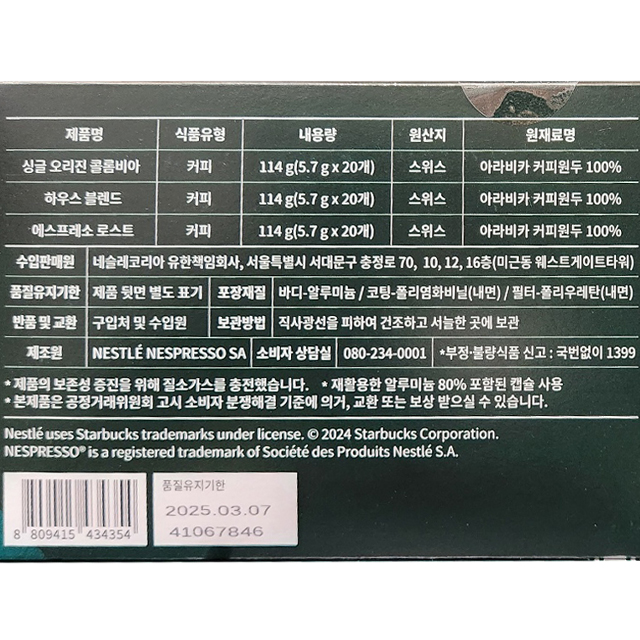 제품명 식품유형 내용량 원산지 원재료명
싱글 오리진 콜롬비아 커피 114 g(5.7 g x 20개) 스위스 아라비카 커피원두 100%
하우스 블렌드 커피 114 g(5.7 g x 20개) 스위스 아라비카 커피원두 100%
에스프레소 로스트 커피 114 g(5.7 g x 20개) 스위스 아라비카 커피원두 100%
수입판매원 네슬레코리아 유한책임회사, 서울특별시 서대문구 충정로 70, 10, 12, 16층(미근동 웨스트게이트타워)
품질유지기한 제품 뒷면 별도 표기 포장재질 바디-알루미늄 / 코팅-폴리염화비닐(내면) / 필터-폴리우레탄(내면)
반품 및 교환 구입처 및 수입원 보관방법 직사광선을 피하여 건조하고 서늘한 곳에 보관
제조원 NESTLÉ NESPRESSO SA 소비자 상담실 080-234-0001 *부정·불량식품 신고 : 국번없이 1399
* 제품의 보존성 증진을 위해 질소가스를 충전했습니다. * 재활용한 알루미늄 80% 포함된 캡슐 사용
* 본제품은 공정거래위원회 고시 소비자 분쟁해결 기준에 의거, 교환 또는 보상 받으실 수 있습니다.
Nestlé uses Starbucks trademarks under license. © 2024 Starbucks Corporation.
NESPRESSO® is a registered trademark of Société des Produits Nestlé S.A.
품질유지기한
2025.03.07
41067846
8 809415 434354